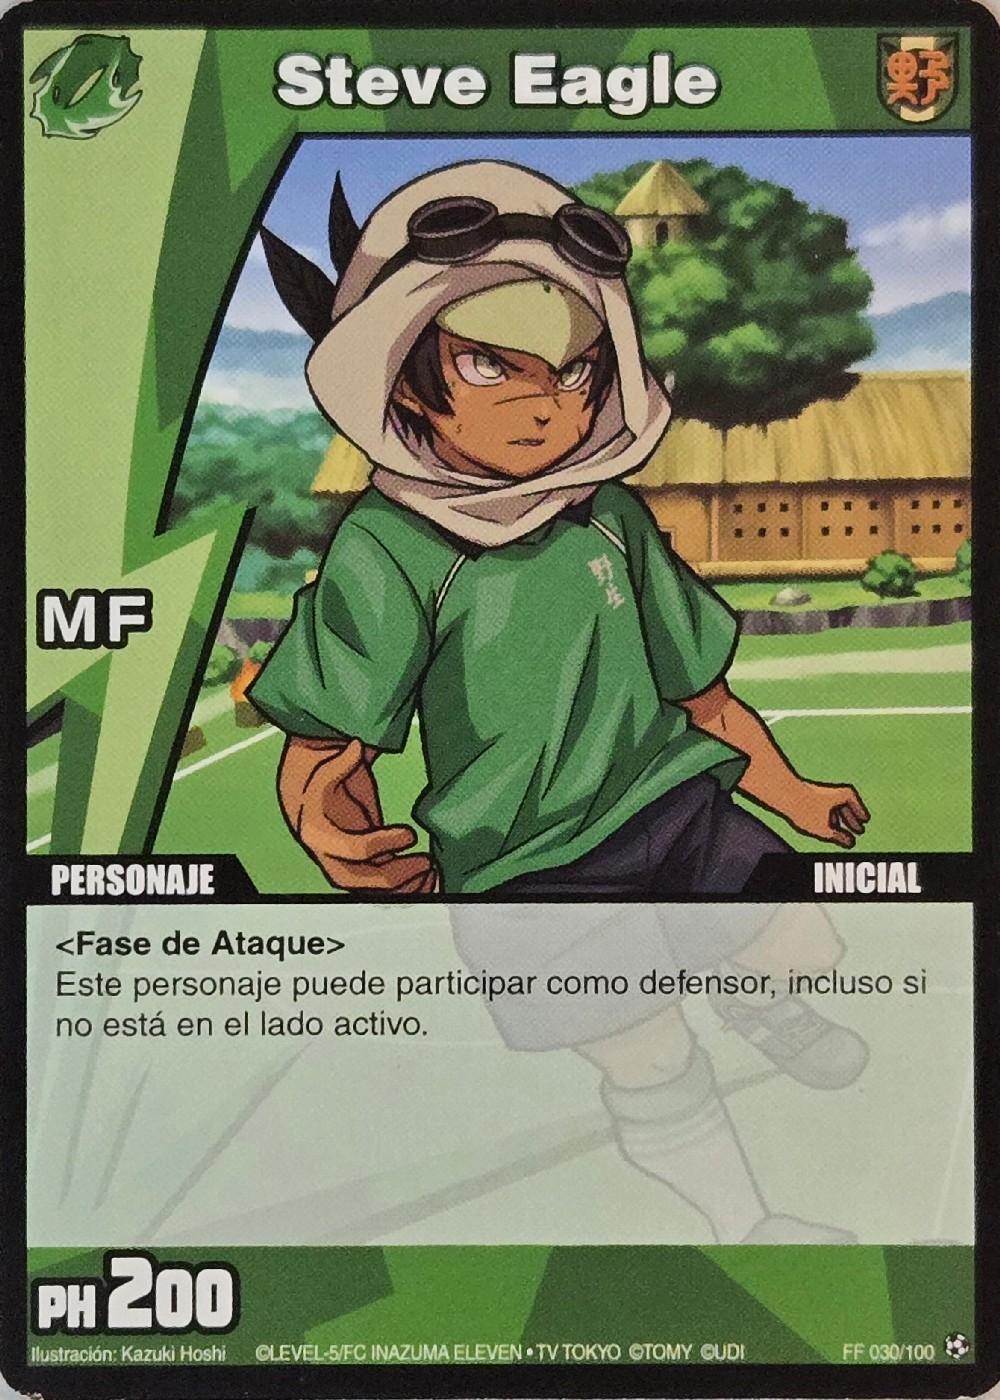 Steve Eagle
野
野生
MF
PERSONAJE
INICIAL
<Fase de Ataque>
Este personaje puede participar como defensor, incluso si
no está en el lado activo.
PH 200
Ilustración: Kazuki Hoshi
©LEVEL-5/FC INAZUMA ELEVEN • TV TOKYO ©TOMY ©UDI
FF 030/100